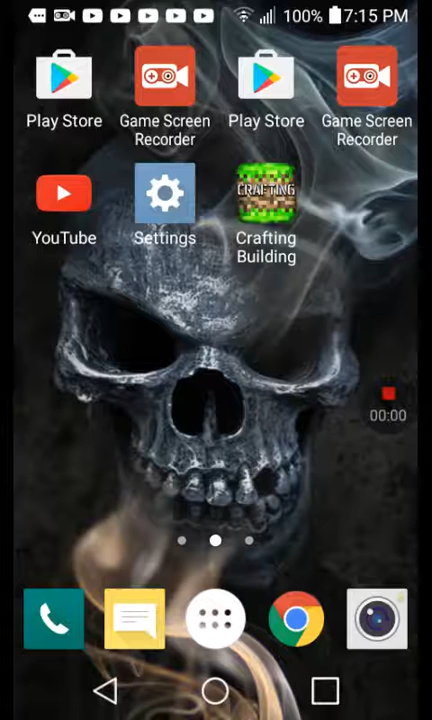 100% 7:15 PM
Play Store
Game Screen
Recorder
Play Store
Game Screen
Recorder
YouTube
Settings
CRAFTING
Crafting
Building
00:00